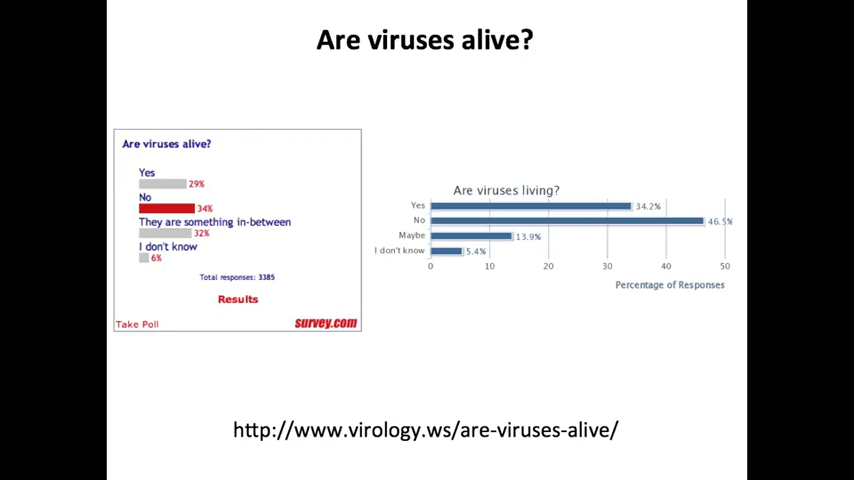 Are viruses alive?
Are viruses alive?
Yes
29%
No
34%
They are something in-between
32%
I don't know
6%
Total responses: 3385
Results
Take Poll
survey.com
Are viruses living?
Yes 34.2%
No 46.5%
Maybe 13.9%
I don't know 5.4%
0 10 20 30 40 50
Percentage of Responses
http://www.virology.ws/are-viruses-alive/